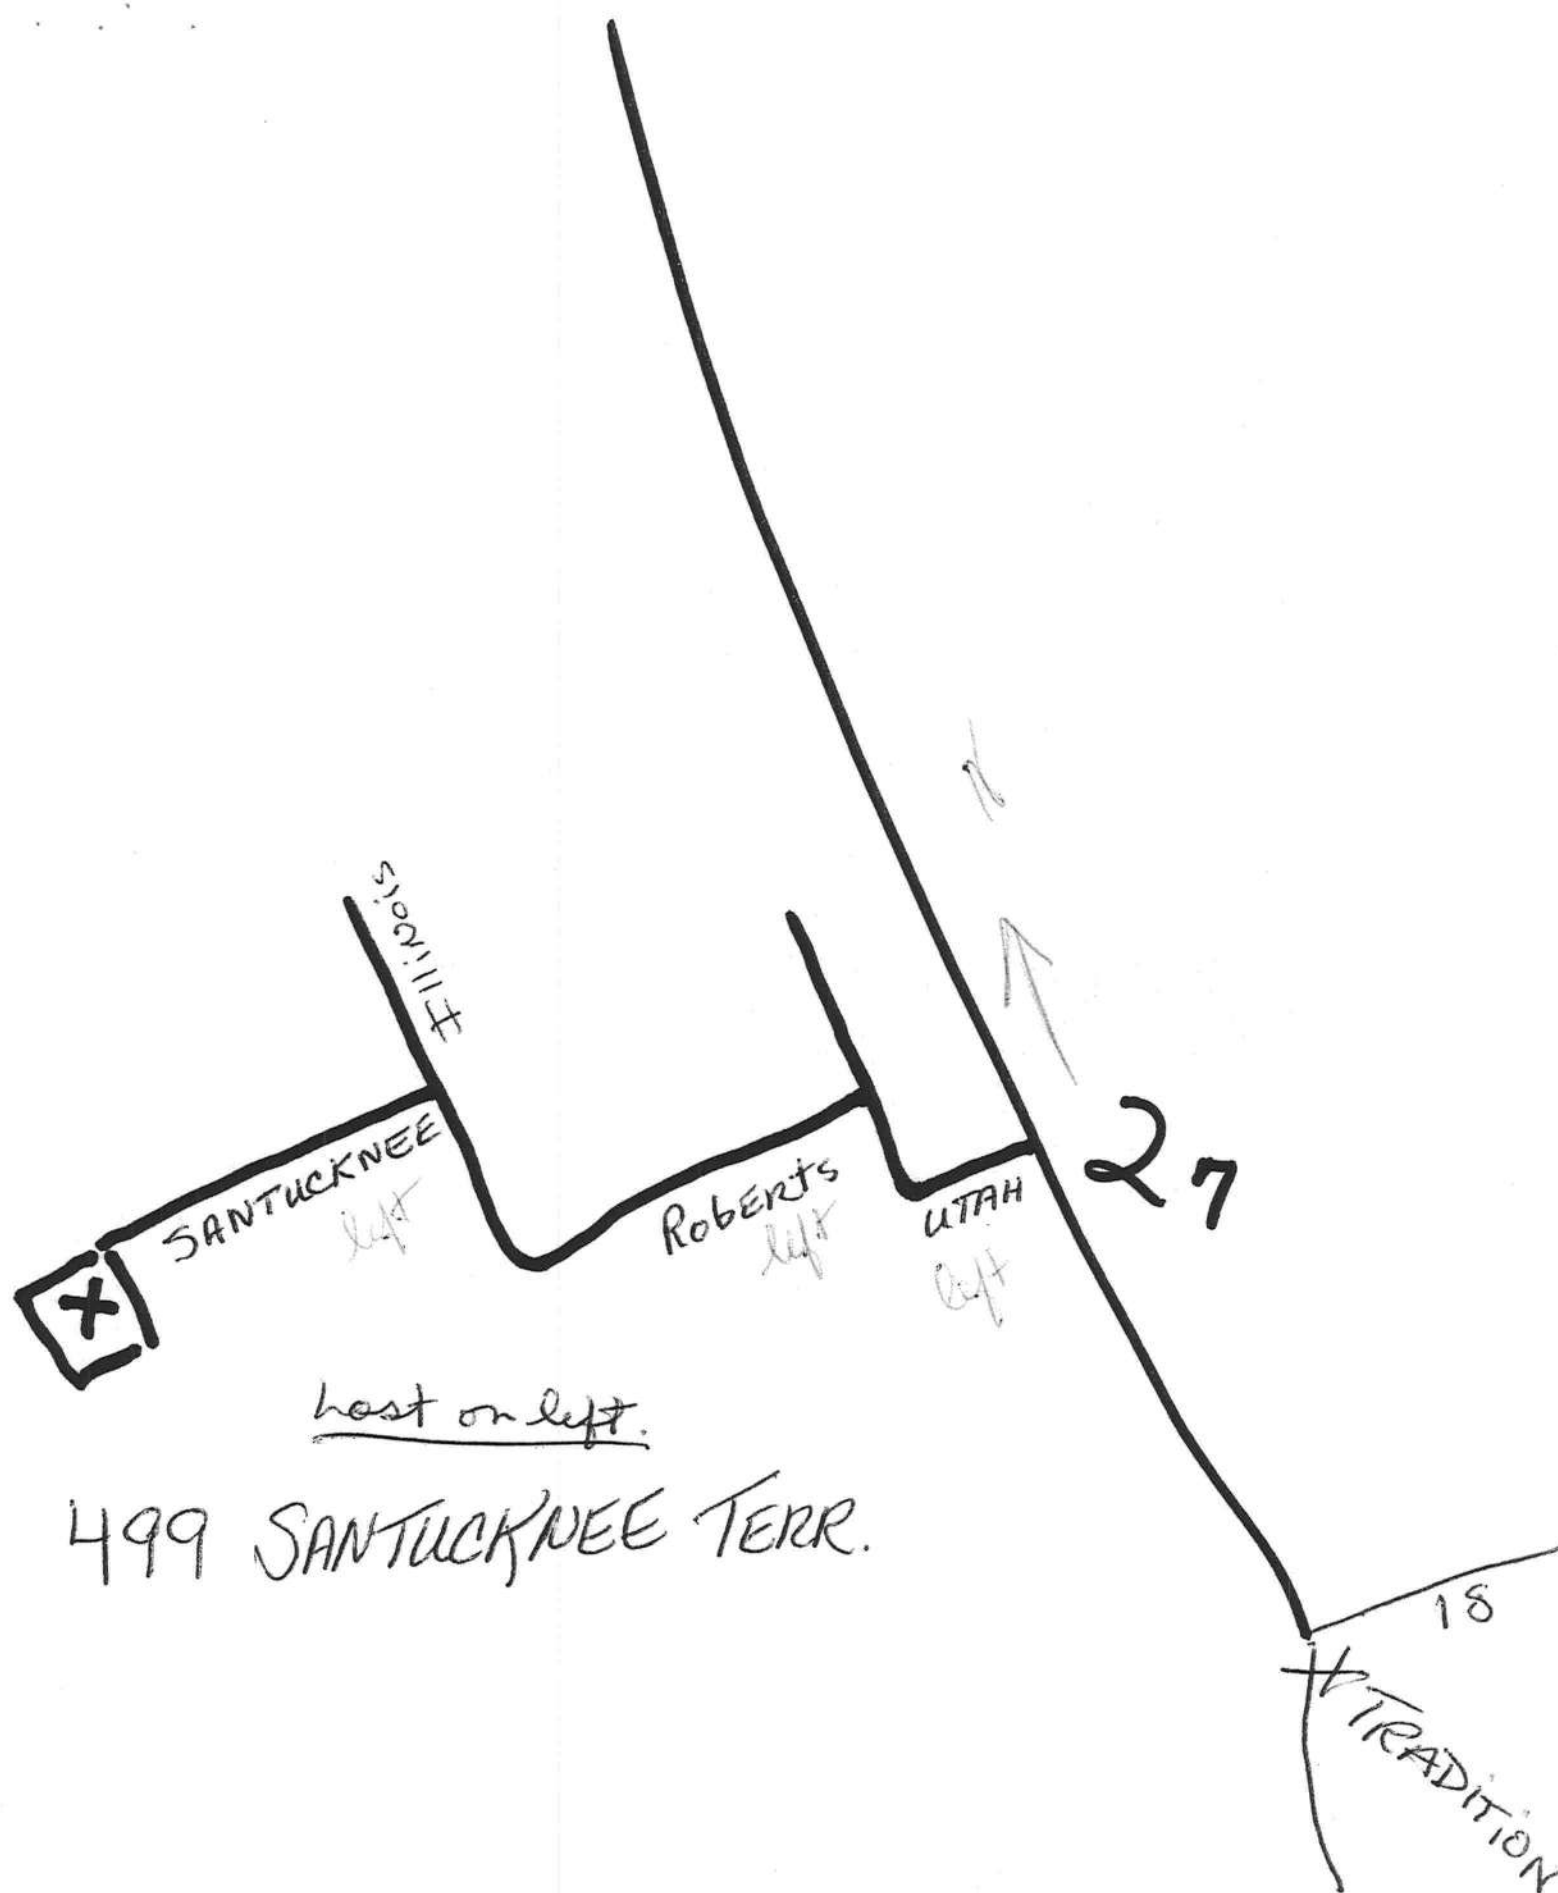 N
Illinois
27
SANTUCKNEE
left
Roberts
left
UTAH
left
Last on left.
499 SANTUCKNEE TERR.
18
TRADITION